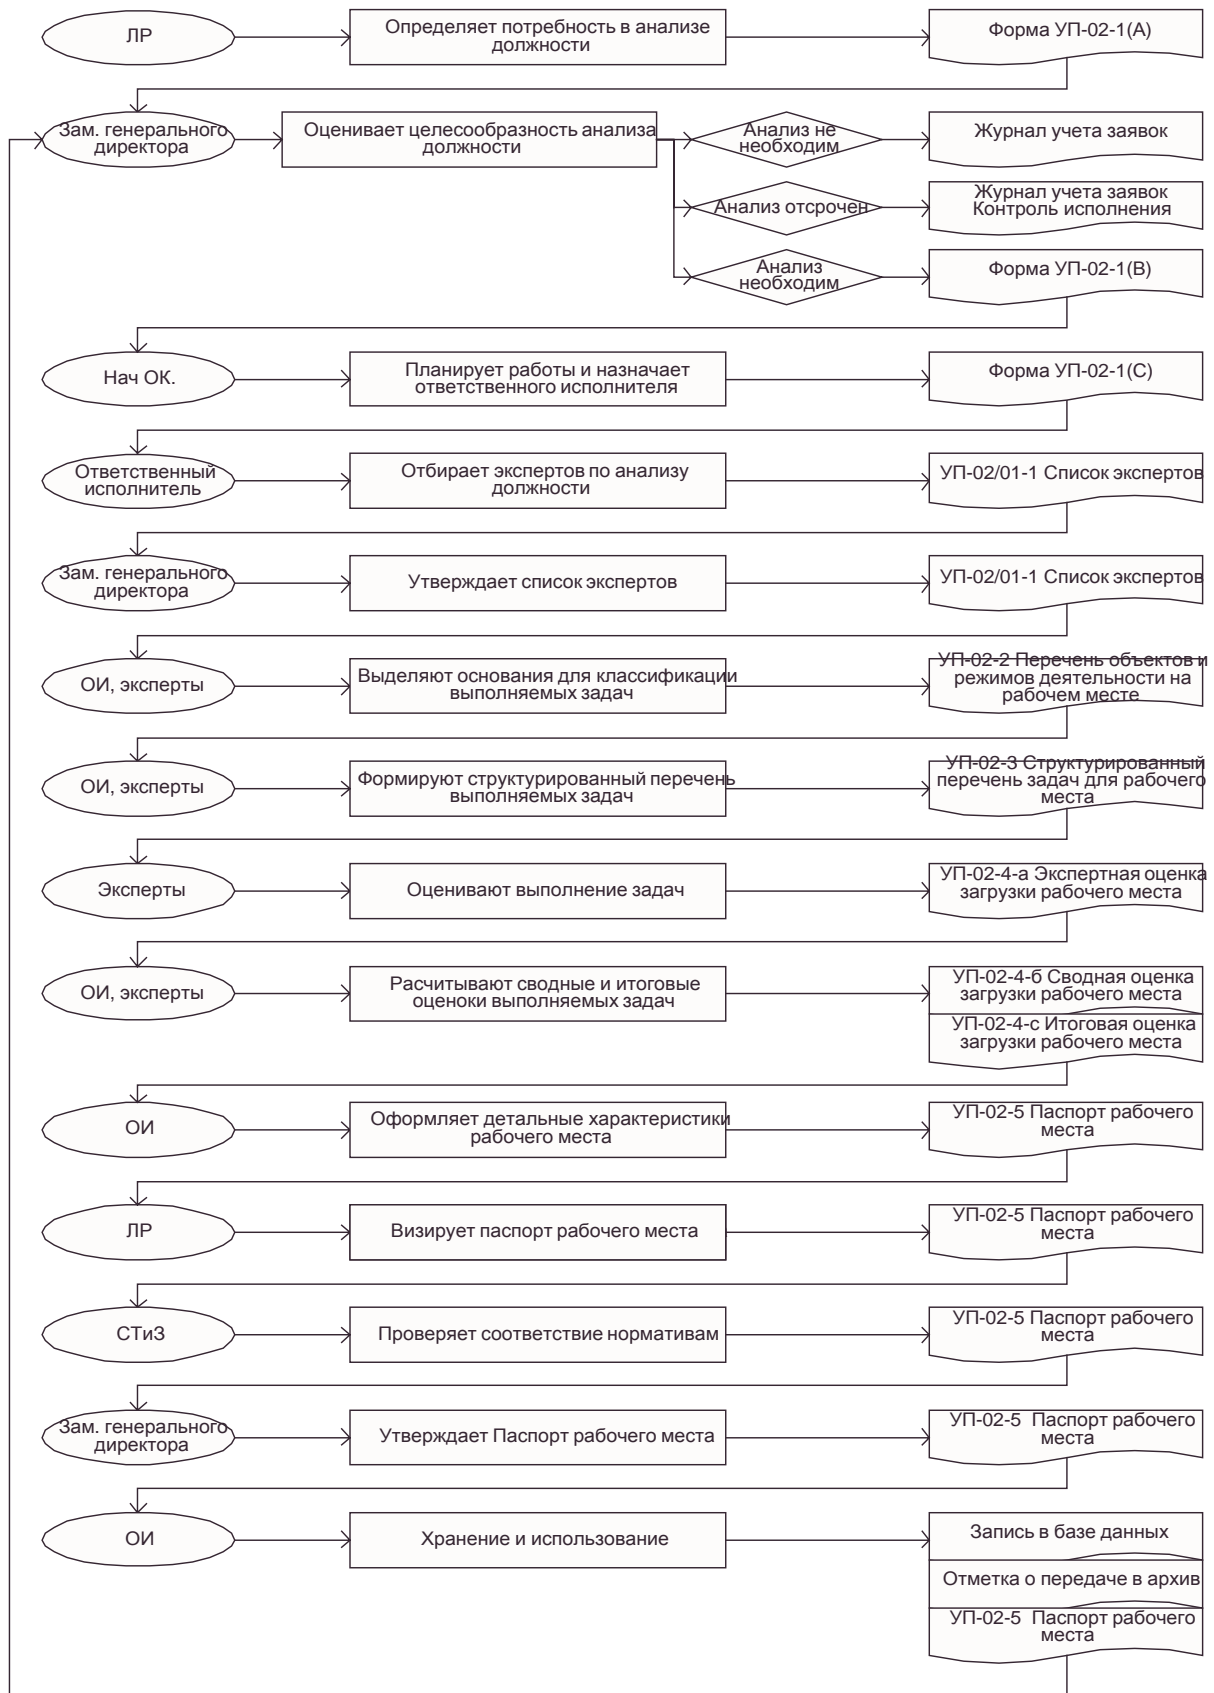 ЛР
Определяет потребность в анализе
должности
Форма УП-02-1(А)
Зам. генерального
директора
Оценивает целесообразность анализа
должности
Анализ не
необходим
Журнал учета заявок
Анализ отсрочен
Журнал учета заявок
Контроль исполнения
Анализ
необходим
Форма УП-02-1(В)
Нач ОК.
Планирует работы и назначает
ответственного исполнителя
Форма УП-02-1(С)
Ответственный
исполнитель
Отбирает экспертов по анализу
должности
УП-02/01-1 Список экспертов
Зам. генерального
директора
Утверждает список экспертов
УП-02/01-1 Список экспертов
ОИ, эксперты
Выделяют основания для классификации
выполняемых задач
УП-02-2 Перечень объектов и
режимов деятельности на
рабочем месте
ОИ, эксперты
Формируют структурированный перечень
выполняемых задач
УП-02-3 Структурированный
перечень задач для рабочего
места
Эксперты
Оценивают выполнение задач
УП-02-4-а Экспертная оценка
загрузки рабочего места
ОИ, эксперты
Расчитывают сводные и итоговые
оценоки выполняемых задач
УП-02-4-б Сводная оценка
загрузки рабочего места
УП-02-4-с Итоговая оценка
загрузки рабочего места
ОИ
Оформляет детальные характеристики
рабочего места
УП-02-5 Паспорт рабочего
места
ЛР
Визирует паспорт рабочего места
УП-02-5 Паспорт рабочего
места
СТиЗ
Проверяет соответствие нормативам
УП-02-5 Паспорт рабочего
места
Зам. генерального
директора
Утверждает Паспорт рабочего места
УП-02-5 Паспорт рабочего
места
ОИ
Хранение и использование
Запись в базе данных
Отметка о передаче в архив
УП-02-5 Паспорт рабочего
места